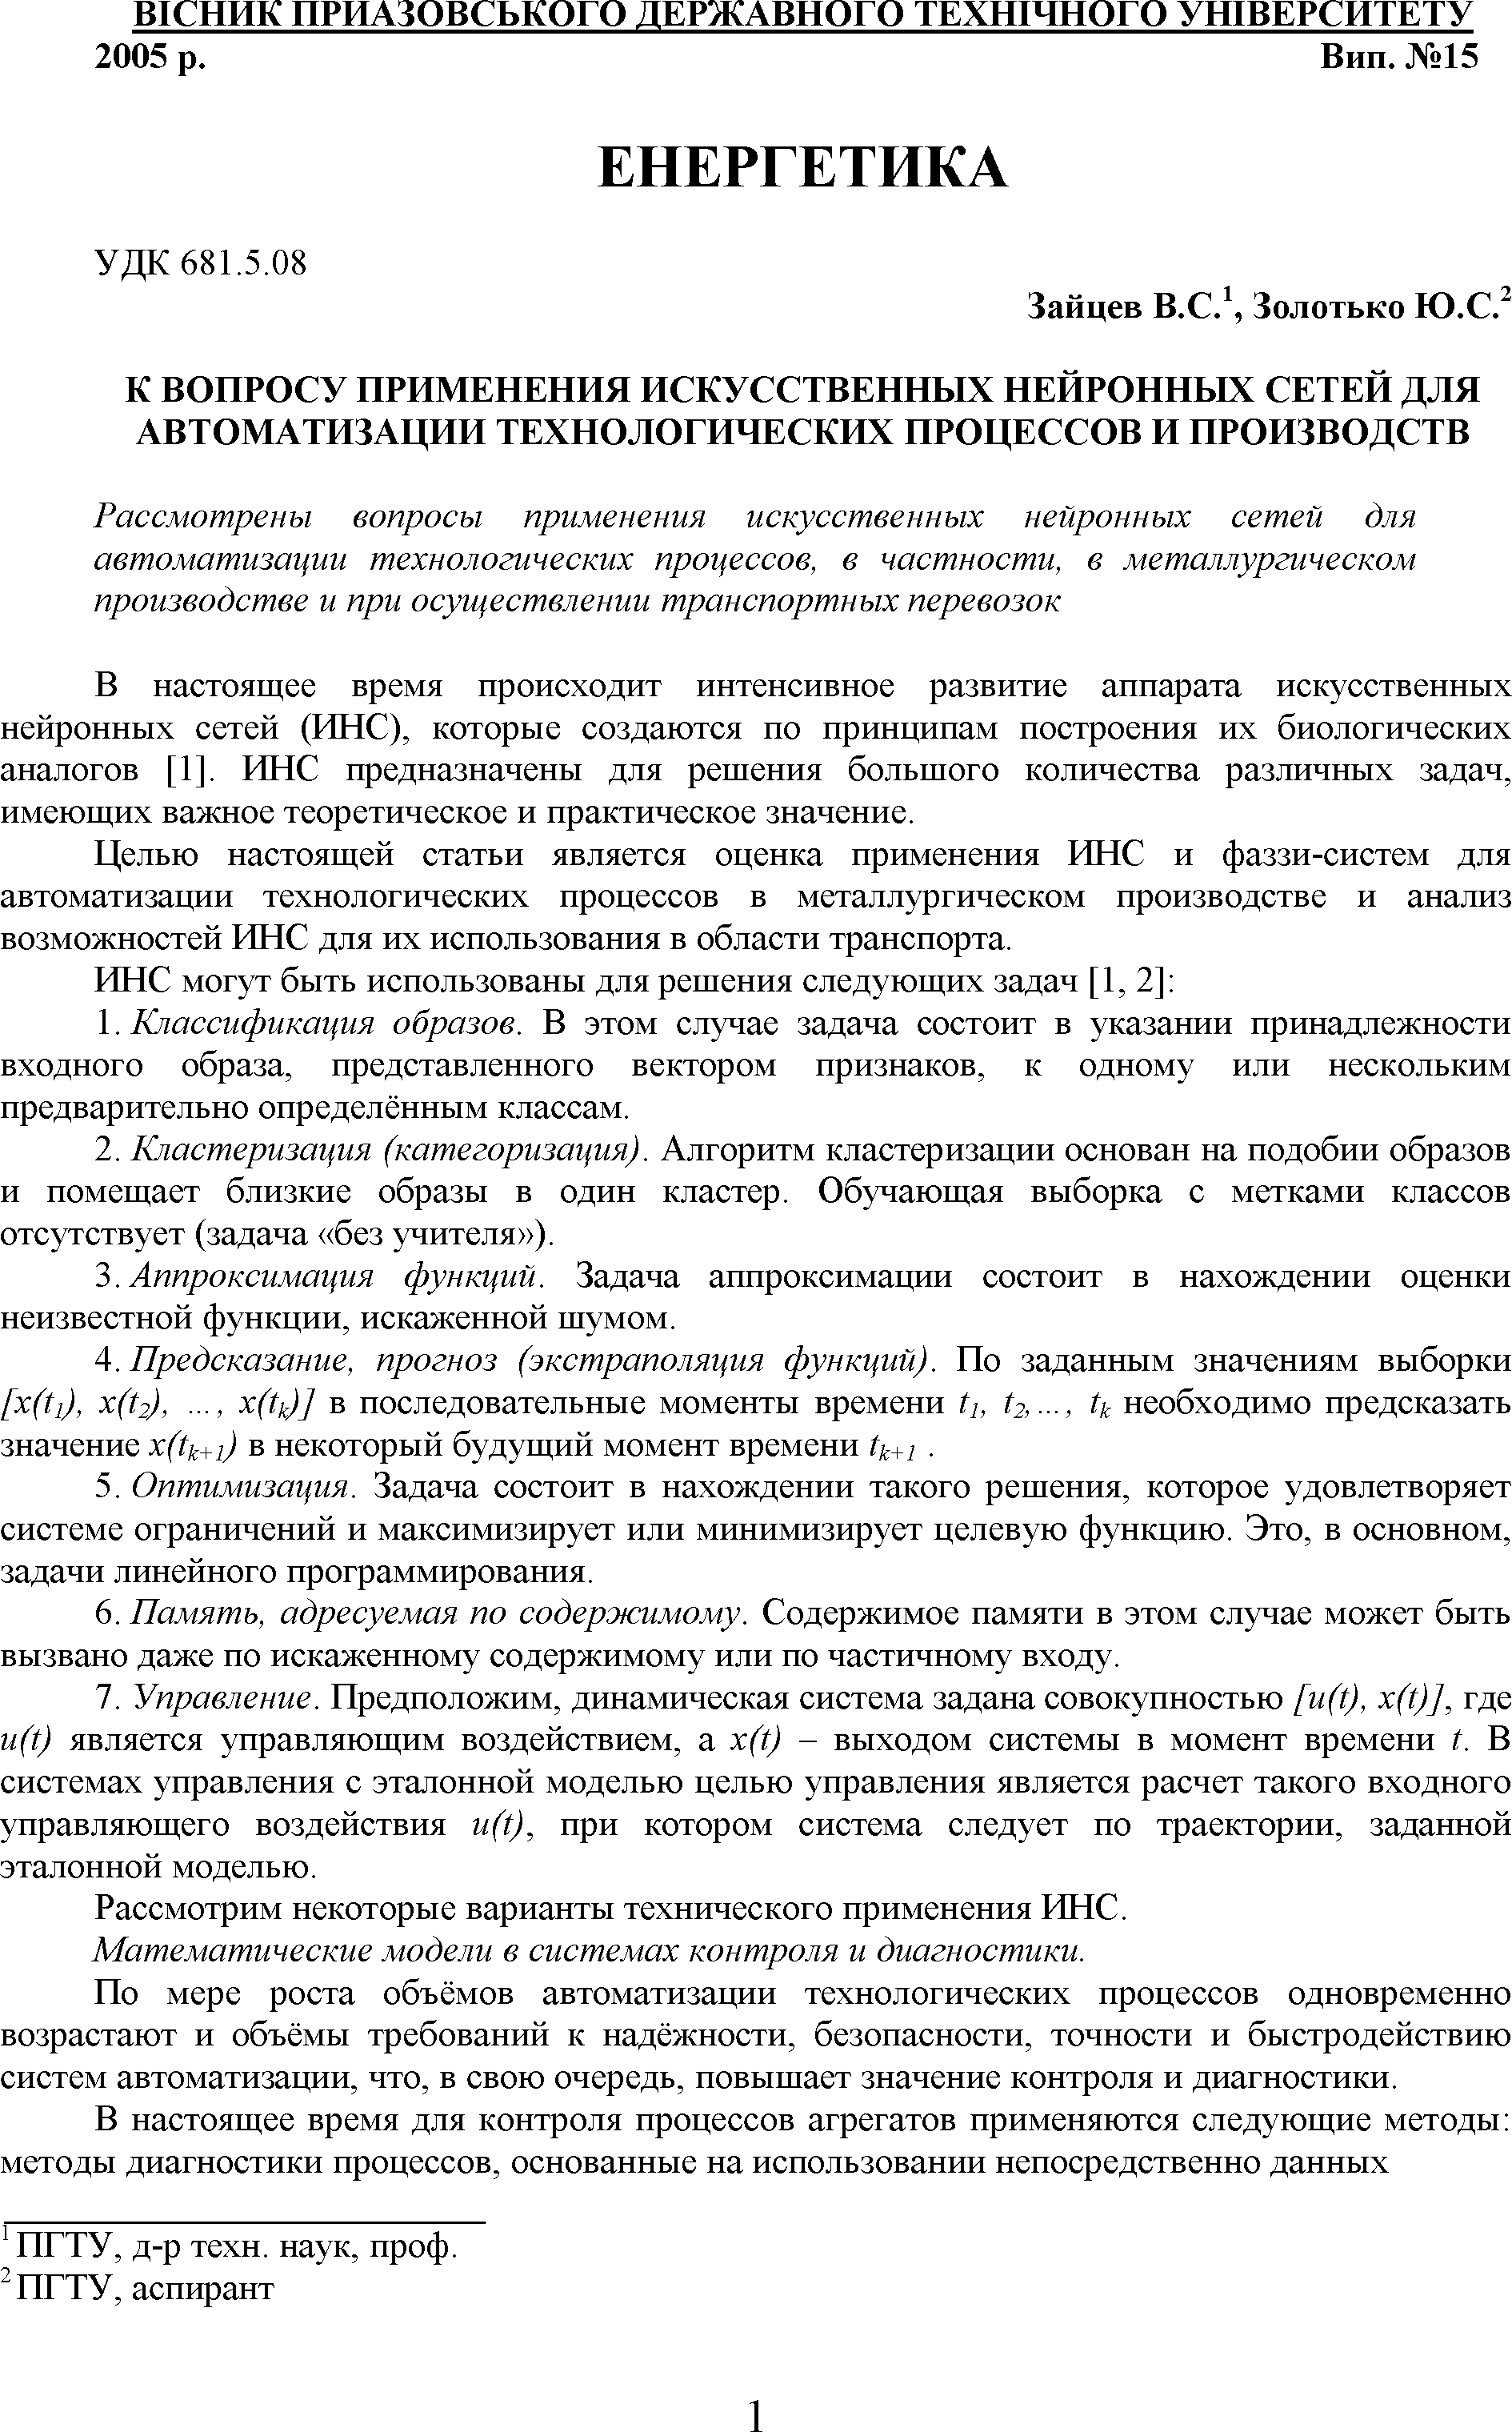 ВІСНИК ПРИАЗОВСЬКОГО ДЕРЖАВНОГО ТЕХНІЧНОГО УНІВЕРСИТЕТУ
2005 р. Вип. №15
ЕНЕРГЕТИКА
УДК 681.5.08
Зайцев В.С.¹, Золотько Ю.С.²
К ВОПРОСУ ПРИМЕНЕНИЯ ИСКУССТВЕННЫХ НЕЙРОННЫХ СЕТЕЙ ДЛЯ
АВТОМАТИЗАЦИИ ТЕХНОЛОГИЧЕСКИХ ПРОЦЕССОВ И ПРОИЗВОДСТВ
Рассмотрены вопросы применения искусственных нейронных сетей для
автоматизации технологических процессов, в частности, в металлургическом
производстве и при осуществлении транспортных перевозок
В настоящее время происходит интенсивное развитие аппарата искусственных
нейронных сетей (ИНС), которые создаются по принципам построения их биологических
аналогов [1]. ИНС предназначены для решения большого количества различных задач,
имеющих важное теоретическое и практическое значение.
Целью настоящей статьи является оценка применения ИНС и фаззи-систем для
автоматизации технологических процессов в металлургическом производстве и анализ
возможностей ИНС для их использования в области транспорта.
ИНС могут быть использованы для решения следующих задач [1, 2]:
1. Классификация образов. В этом случае задача состоит в указании принадлежности
входного образа, представленного вектором признаков, к одному или нескольким
предварительно определённым классам.
2. Кластеризация (категоризация). Алгоритм кластеризации основан на подобии образов
и помещает близкие образы в один кластер. Обучающая выборка с метками классов
отсутствует (задача «без учителя»).
3. Аппроксимация функций. Задача аппроксимации состоит в нахождении оценки
неизвестной функции, искаженной шумом.
4. Предсказание, прогноз (экстраполяция функций). По заданным значениям выборки
[x(t₁), x(t₂), ..., x(tₖ)] в последовательные моменты времени t₁, t₂,..., tₖ необходимо предсказать
значение x(tₖ₊₁) в некоторый будущий момент времени tₖ₊₁ .
5. Оптимизация. Задача состоит в нахождении такого решения, которое удовлетворяет
системе ограничений и максимизирует или минимизирует целевую функцию. Это, в основном,
задачи линейного программирования.
6. Память, адресуемая по содержимому. Содержимое памяти в этом случае может быть
вызвано даже по искаженному содержимому или по частичному входу.
7. Управление. Предположим, динамическая система задана совокупностью [u(t), x(t)], где
u(t) является управляющим воздействием, а x(t) – выходом системы в момент времени t. В
системах управления с эталонной моделью целью управления является расчет такого входного
управляющего воздействия u(t), при котором система следует по траектории, заданной
эталонной моделью.
Рассмотрим некоторые варианты технического применения ИНС.
Математические модели в системах контроля и диагностики.
По мере роста объёмов автоматизации технологических процессов одновременно
возрастают и объёмы требований к надёжности, безопасности, точности и быстродействию
систем автоматизации, что, в свою очередь, повышает значение контроля и диагностики.
В настоящее время для контроля процессов агрегатов применяются следующие методы:
методы диагностики процессов, основанные на использовании непосредственно данных
¹ ПГТУ, д-р техн. наук, проф.
² ПГТУ, аспирант
1